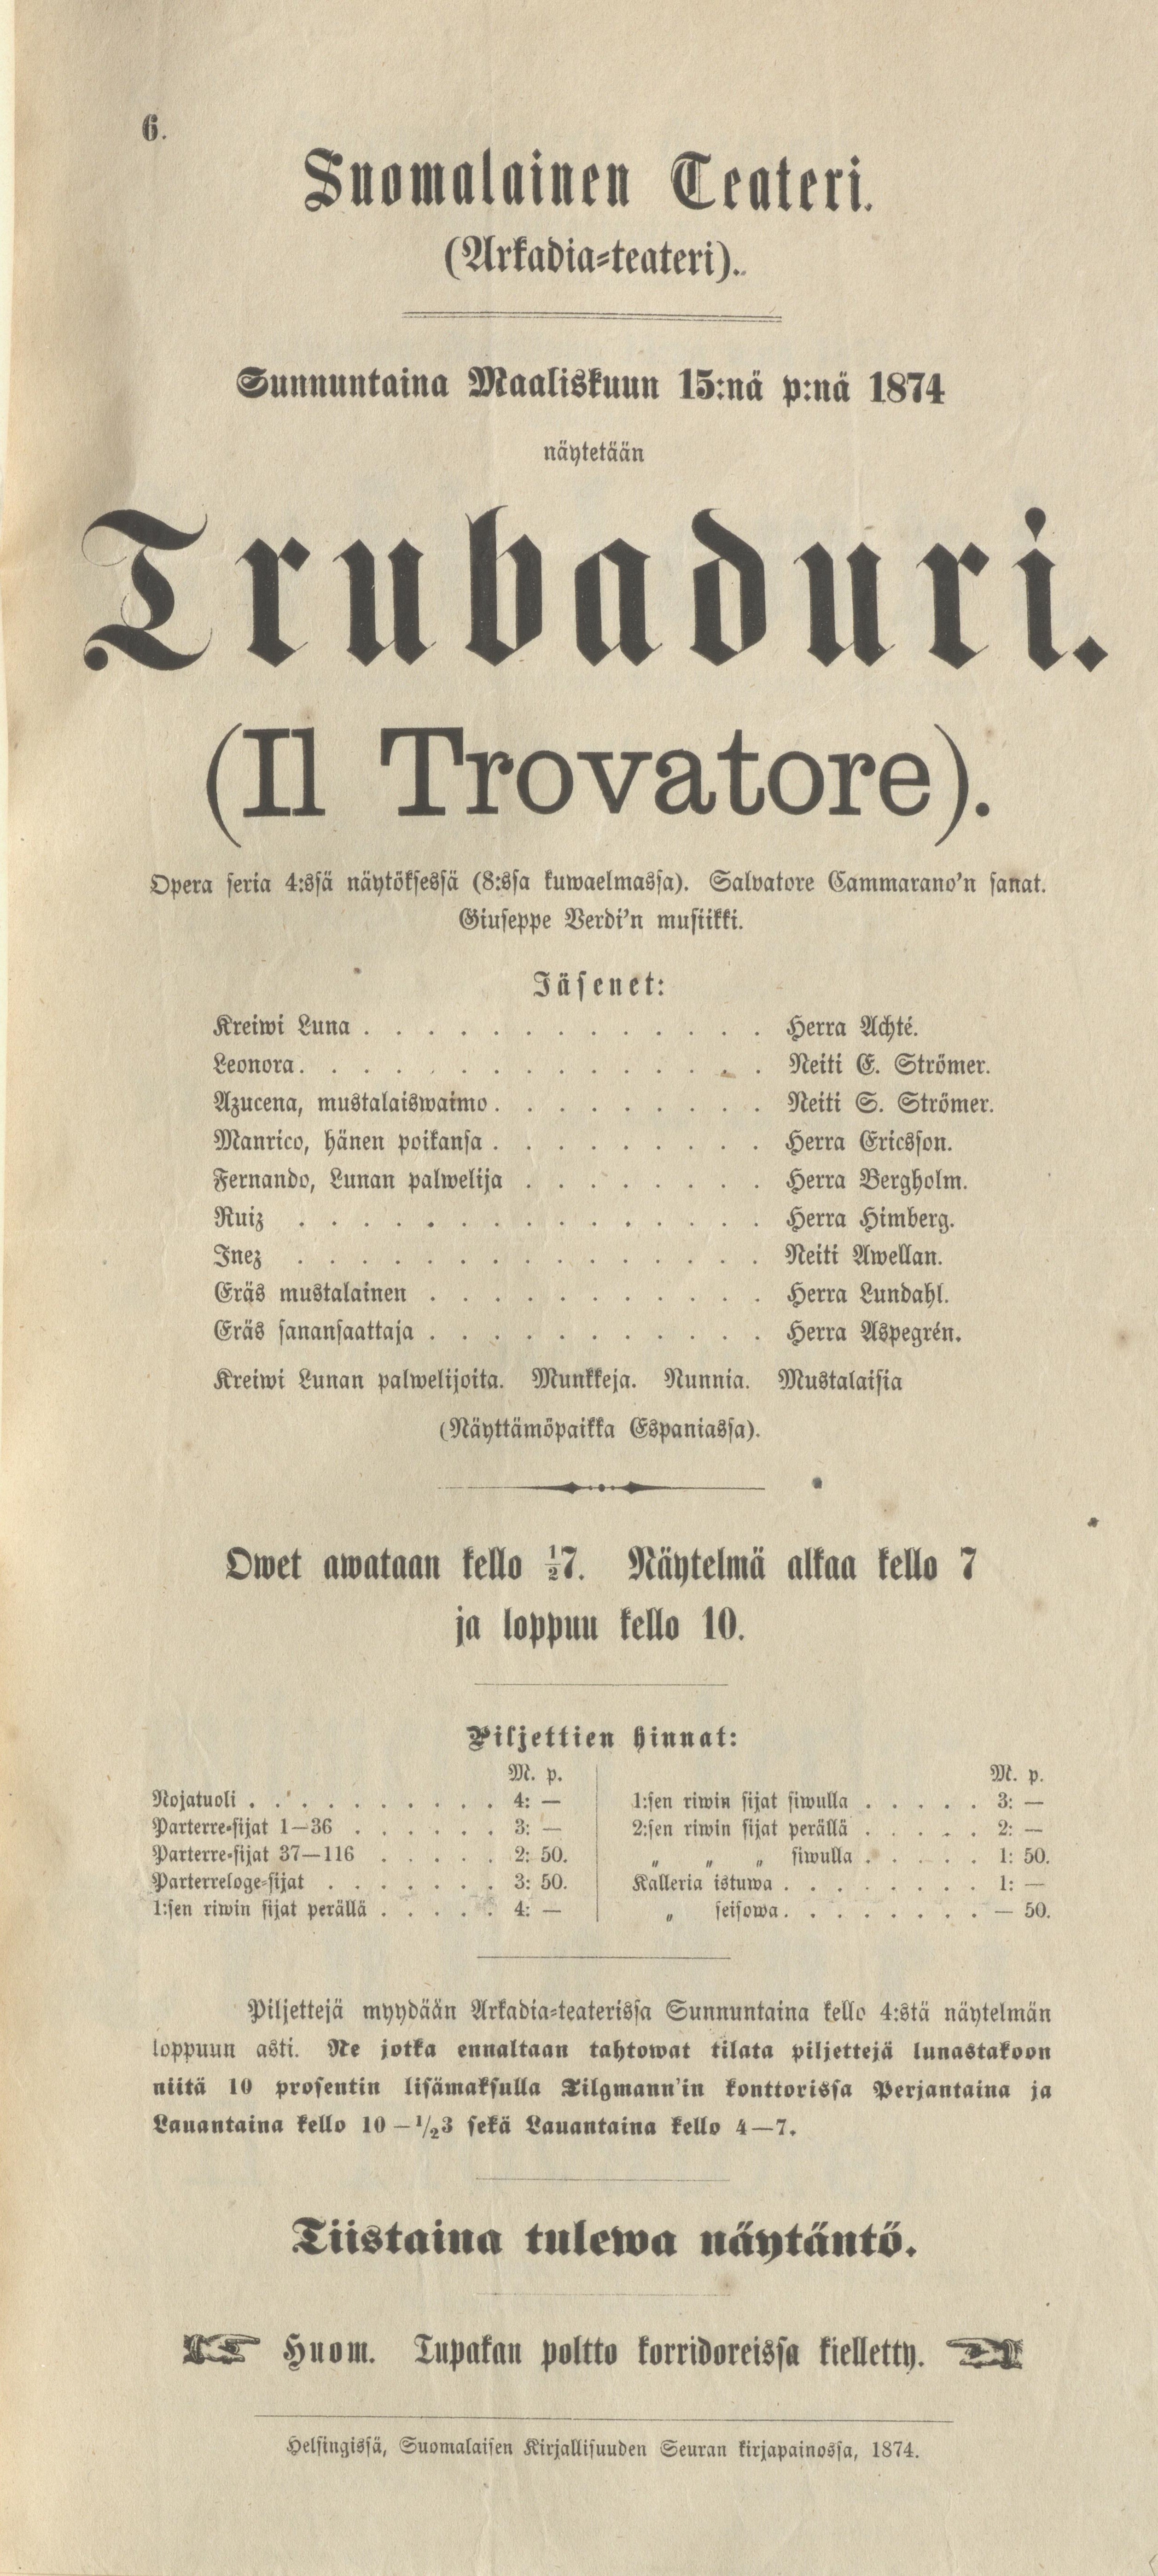 6.
Suomalainen Teateri.
(Arkadia-teateri).
Sunnuntaina Maaliskuun 15:nä p:nä 1874
näytetään
Trubaduri.
(Il Trovatore).
Opera seria 4:ssä näytöksessä (8:ssa kuwaelmassa). Salvatore Cammarano'n sanat.
Giuseppe Verdi'n musiikki.
Jäsenet:
Kreiwi Luna . . . . . . . . . . . . . Herra Achté.
Leonora. . . . . . . . . . . . . . . Neiti E. Strömer.
Azucena, mustalaiswaimo. . . . . . . . . Neiti S. Strömer.
Manrico, hänen poikansa . . . . . . . . . Herra Ericsson.
Fernando, Lunan palwelija . . . . . . . . Herra Bergholm.
Ruiz . . . . . . . . . . . . . . . Herra Himberg.
Inez . . . . . . . . . . . . . . . Neiti Awellan.
Eräs mustalainen . . . . . . . . . . . Herra Lundahl.
Eräs sanansaattaja . . . . . . . . . . . Herra Aspegrén.
Kreiwi Lunan palwelijoita. Munkkeja. Nunnia. Mustalaisia
(Näyttämöpaikka Espaniassa).
Owet awataan kello ½7. Näytelmä alkaa kello 7
ja loppuu kello 10.
Piljettien hinnat:
M. p.
Nojatuoli . . . . . . . . . . 4: —
Parterre-sijat 1—36 . . . . . . 3: —
Parterre-sijat 37—116 . . . . . 2: 50.
Parterreloge-sijat . . . . . . . 3: 50.
1:sen riwin sijat perällä . . . . . 4: —
M. p.
1:sen riwin sijat siwulla . . . . . 3: —
2:sen riwin sijat perällä . . . . . 2: —
„ „ „ siwulla . . . . . 1: 50.
Kalleria istuwa . . . . . . . . 1: —
„ seisowa. . . . . . . . — 50.
Piljettejä myydään Arkadia-teaterissa Sunnuntaina kello 4:stä näytelmän
loppuun asti. Ne jotka ennaltaan tahtowat tilata piljettejä lunastakoon
niitä 10 prosentin lisämaksulla Tilgmann'in konttorissa Perjantaina ja
Lauantaina kello 10—1/23 sekä Lauantaina kello 4—7.
Tiistaina tulewa näytäntö.
Huom. Tupakan poltto korridoreissa kielletty.
Helsingissä, Suomalaisen Kirjallisuuden Seuran kirjapainossa, 1874.